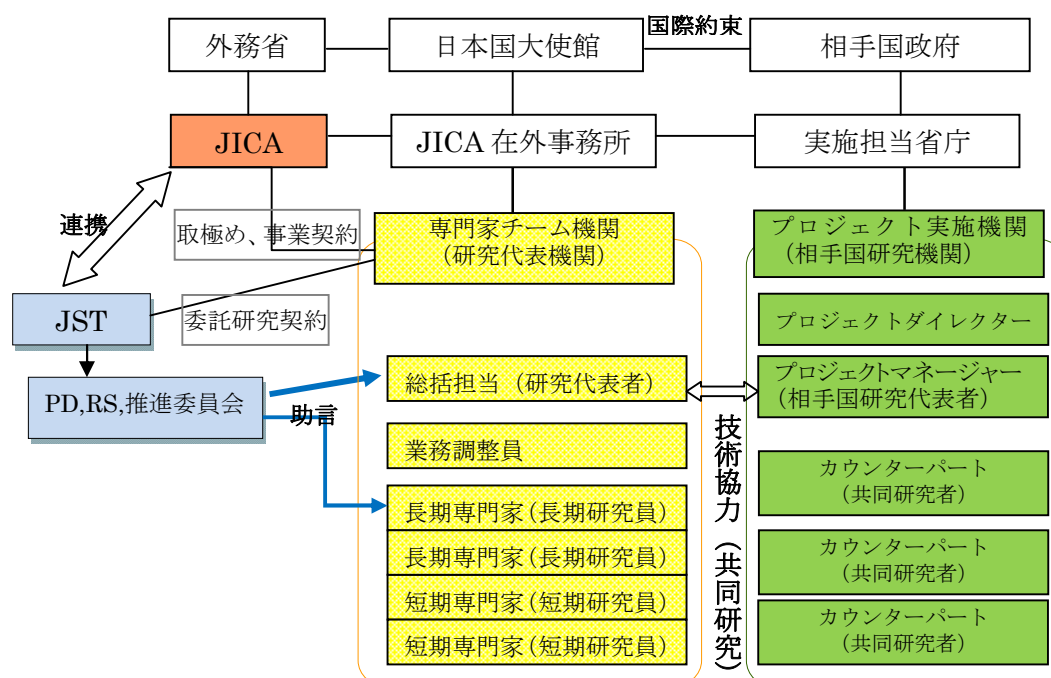 国際約束
外務省
日本国大使館
相手国政府
JICA
JICA 在外事務所
実施担当省庁
連携
取極め、事業契約
専門家チーム機関
(研究代表機関)
プロジェクト実施機関
(相手国研究機関)
JST
委託研究契約
プロジェクトダイレクター
PD,RS,推進委員会
助言
総括担当（研究代表者）
プロジェクトマネージャー
(相手国研究代表者)
業務調整員
技術協力（共同研究）
カウンターパート
(共同研究者)
長期専門家(長期研究員)
長期専門家(長期研究員)
カウンターパート
(共同研究者)
短期専門家(短期研究員)
短期専門家(短期研究員)
カウンターパート
(共同研究者)